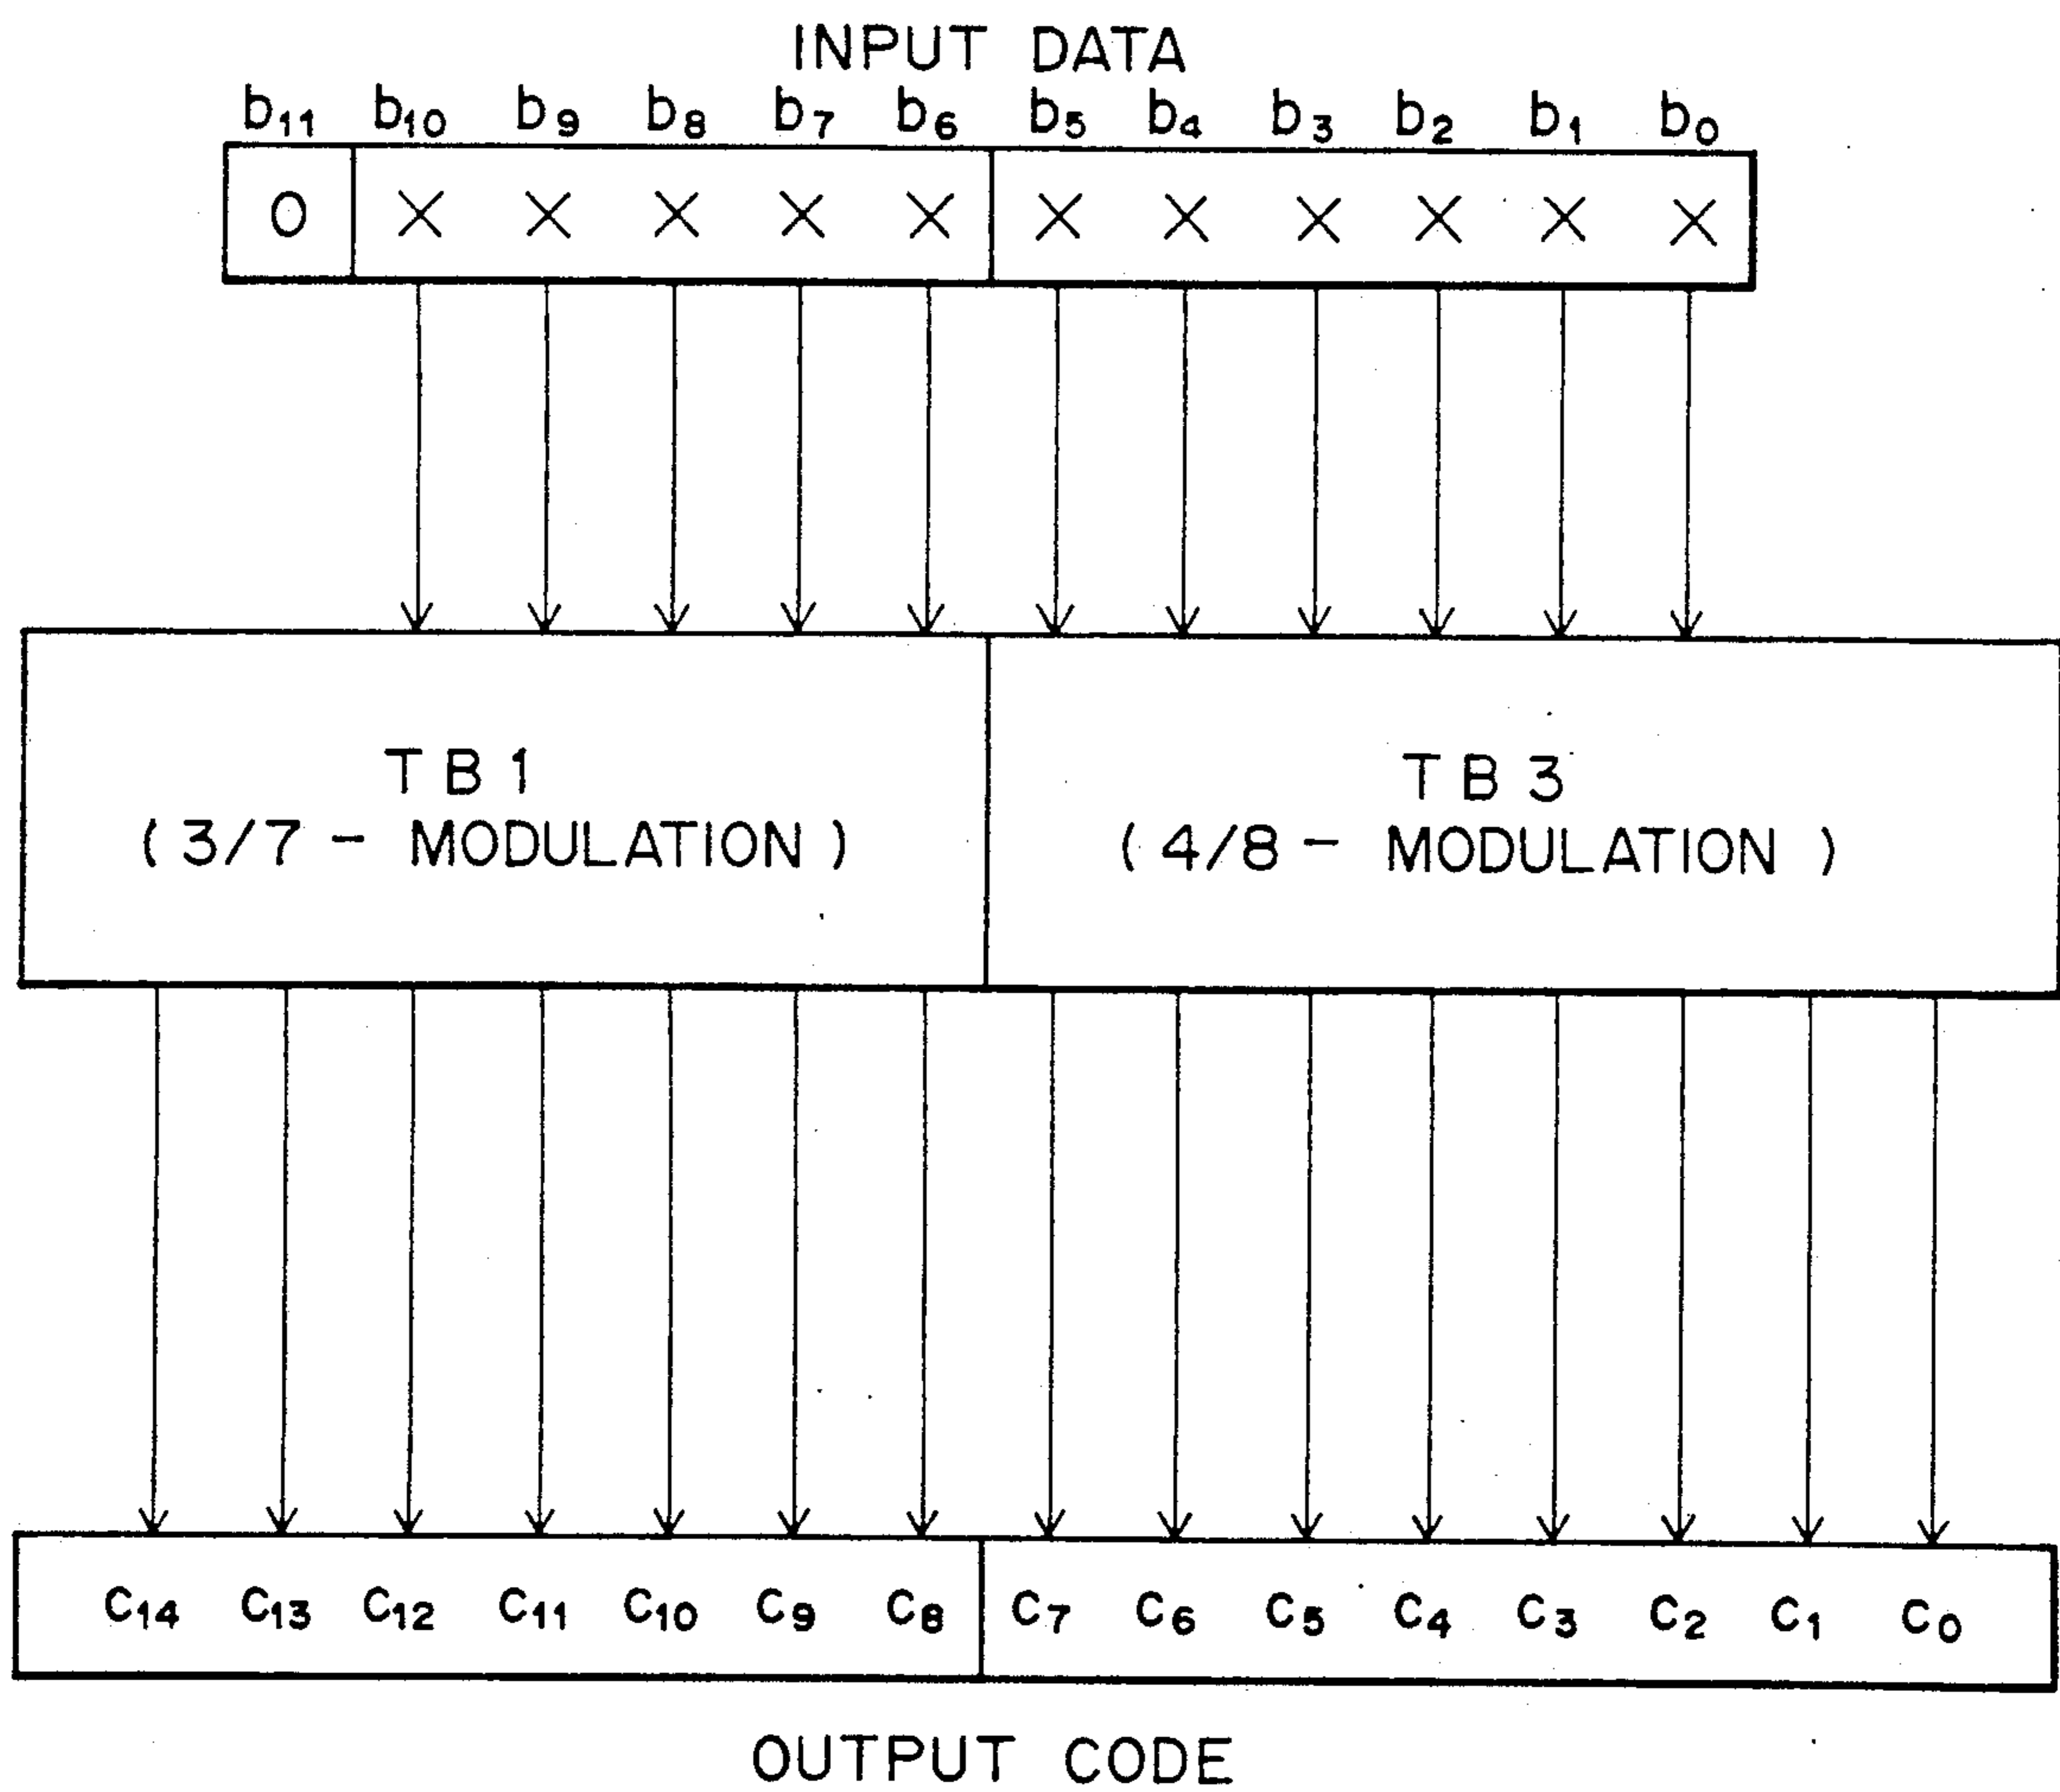 INPUT DATA
b₁₁ b₁₀ b₉ b₈ b₇ b₆ b₅ b₄ b₃ b₂ b₁ b₀
0 × × × × × × × × × × ×
TB1 TB3
(3/7 - MODULATION) (4/8 - MODULATION)
C₁₄ C₁₃ C₁₂ C₁₁ C₁₀ C₉ C₈ C₇ C₆ C₅ C₄ C₃ C₂ C₁ C₀
OUTPUT CODE